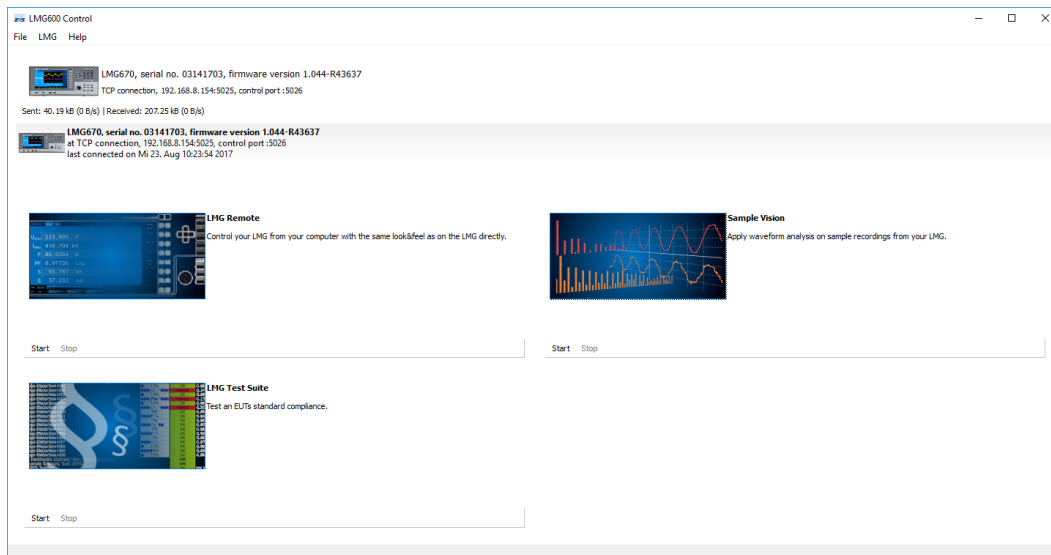 LMG600 Control
File LMG Help
LMG670, serial no. 03141703, firmware version 1.044-R43637
TCP connection, 192.168.8.154:5025, control port :5026
Sent: 40.19 kB (0 B/s) | Received: 207.25 kB (0 B/s)
LMG670, serial no. 03141703, firmware version 1.044-R43637
at TCP connection, 192.168.8.154:5025, control port :5026
last connected on Mi 23. Aug 10:23:54 2017
LMG Remote
Control your LMG from your computer with the same look&feel as on the LMG directly.
Start Stop
Sample Vision
Apply waveform analysis on sample recordings from your LMG.
Start Stop
LMG Test Suite
Test an EUTs standard compliance.
Start Stop